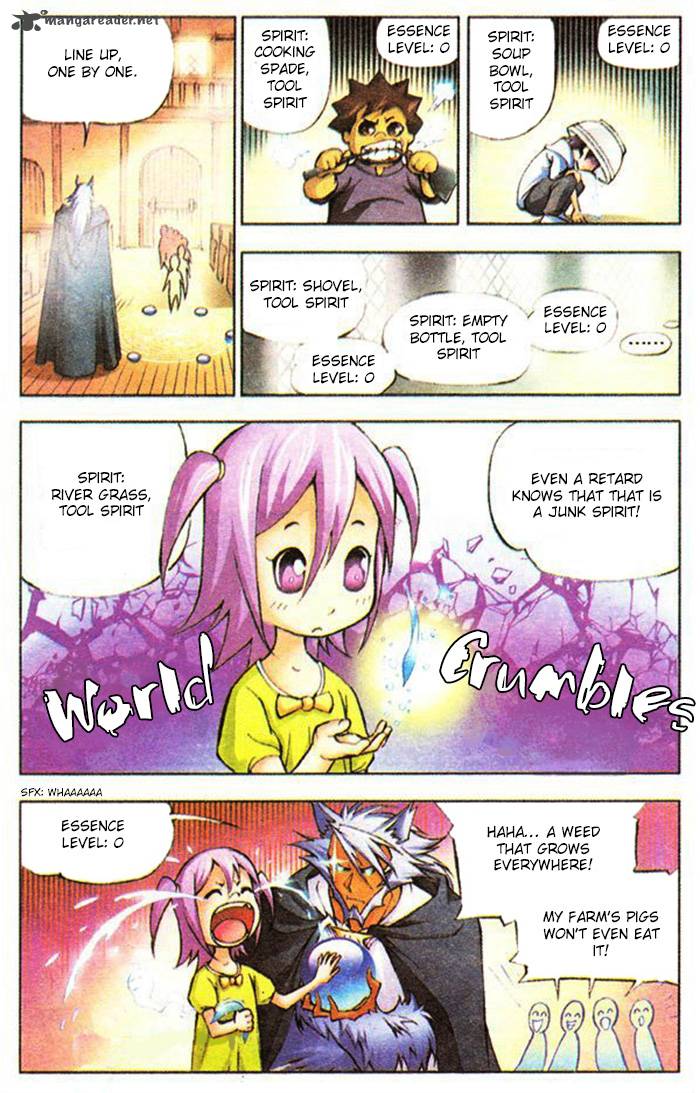 mangareader.net
LINE UP,
ONE BY ONE.
SPIRIT:
COOKING
SPADE,
TOOL
SPIRIT
ESSENCE
LEVEL: 0
SPIRIT:
SOUP
BOWL,
TOOL
SPIRIT
ESSENCE
LEVEL: 0
SPIRIT: SHOVEL,
TOOL SPIRIT
ESSENCE
LEVEL: 0
SPIRIT: EMPTY
BOTTLE, TOOL
SPIRIT
ESSENCE
LEVEL: 0
......
SPIRIT:
RIVER GRASS,
TOOL SPIRIT
EVEN A RETARD
KNOWS THAT THAT IS
A JUNK SPIRIT!
World Crumbles
SFX: WHAAAAAA
ESSENCE
LEVEL: 0
HAHA... A WEED
THAT GROWS
EVERYWHERE!
MY FARM'S PIGS
WON'T EVEN EAT
IT!